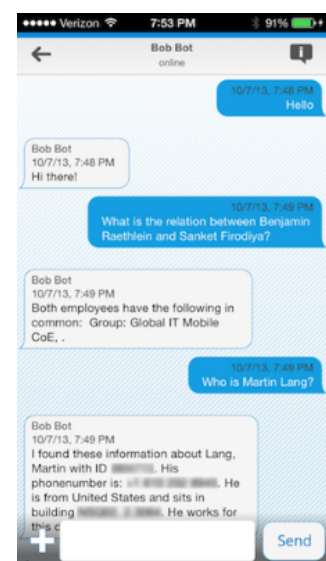 Verizon 7:53 PM 91%
Bob Bot
online
10/7/13, 7:48 PM
Hello
Bob Bot
10/7/13, 7:48 PM
Hi there!
10/7/13, 7:49 PM
What is the relation between Benjamin
Raethlein and Sanket Firodiya?
Bob Bot
10/7/13, 7:49 PM
Both employees have the following in
common: Group: Global IT Mobile
CoE, .
10/7/13, 7:49 PM
Who is Martin Lang?
Bob Bot
10/7/13, 7:49 PM
I found these information about Lang,
Martin with ID . His
phonenumber is: . He
is from United
States and sits in
building . He works for
this
Send